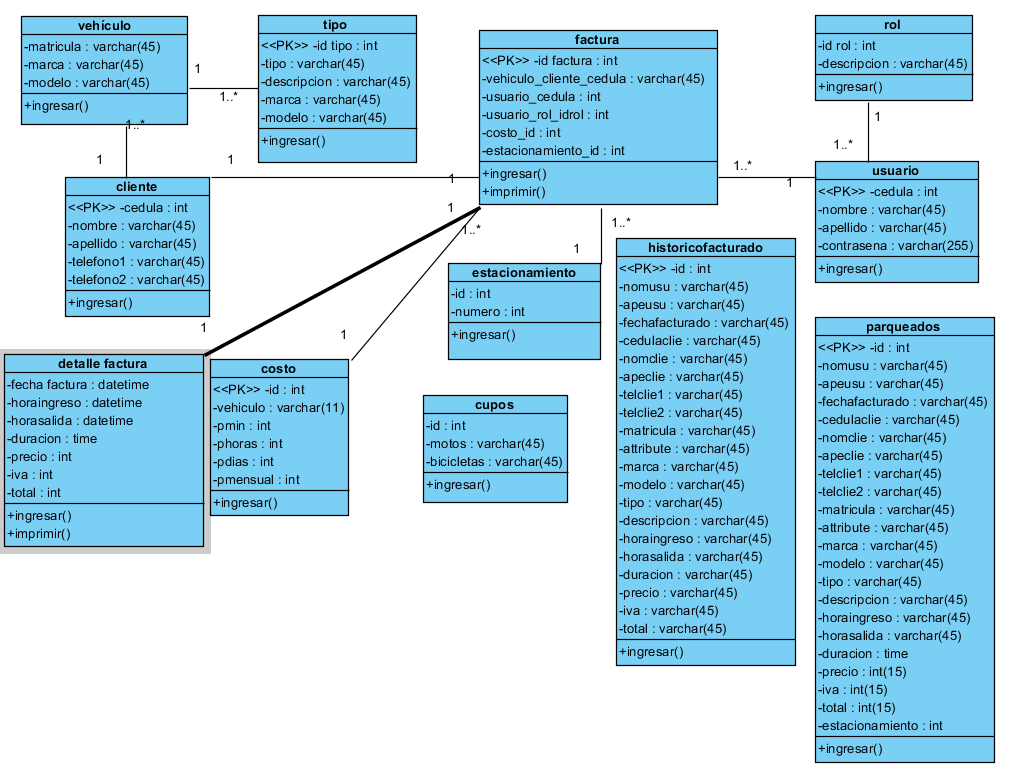 vehículo
-matricula : varchar(45)
-marca : varchar(45)
-modelo : varchar(45)
+ingresar()
1
1..*
tipo
<<PK>> -id tipo : int
-tipo : varchar(45)
-descripcion : varchar(45)
-marca : varchar(45)
-modelo : varchar(45)
+ingresar()
1..*
1
cliente
<<PK>> -cedula : int
-nombre : varchar(45)
-apellido : varchar(45)
-telefono1 : varchar(45)
-telefono2 : varchar(45)
+ingresar()
1
1
factura
<<PK>> -id factura : int
-vehiculo_cliente_cedula : varchar(45)
-usuario_cedula : int
-usuario_rol_idrol : int
-costo_id : int
-estacionamiento_id : int
+ingresar()
+imprimir()
1..*
1
rol
-id rol : int
-descripcion : varchar(45)
+ingresar()
1
1..*
usuario
<<PK>> -cedula : int
-nombre : varchar(45)
-apellido : varchar(45)
-contrasena : varchar(255)
+ingresar()
1
1..*
1..*
1
1
1
estacionamiento
-id : int
-numero : int
+ingresar()
detalle factura
-fecha factura : datetime
-horaingreso : datetime
-horasalida : datetime
-duracion : time
-precio : int
-iva : int
-total : int
+ingresar()
+imprimir()
costo
<<PK>> -id : int
-vehiculo : varchar(11)
-pmin : int
-phoras : int
-pdias : int
-pmensual : int
+ingresar()
cupos
-id : int
-motos : varchar(45)
-bicicletas : varchar(45)
+ingresar()
historicofacturado
<<PK>> -id : int
-nomusu : varchar(45)
-apeusu : varchar(45)
-fechafacturado : varchar(45)
-cedulaclie : varchar(45)
-nomclie : varchar(45)
-apeclie : varchar(45)
-telclie1 : varchar(45)
-telclie2 : varchar(45)
-matricula : varchar(45)
-attribute : varchar(45)
-marca : varchar(45)
-modelo : varchar(45)
-tipo : varchar(45)
-descripcion : varchar(45)
-horaingreso : varchar(45)
-horasalida : varchar(45)
-duracion : varchar(45)
-precio : varchar(45)
-iva : varchar(45)
-total : varchar(45)
+ingresar()
parqueados
<<PK>> -id : int
-nomusu : varchar(45)
-apeusu : varchar(45)
-fechafacturado : varchar(45)
-cedulaclie : varchar(45)
-nomclie : varchar(45)
-apeclie : varchar(45)
-telclie1 : varchar(45)
-telclie2 : varchar(45)
-matricula : varchar(45)
-attribute : varchar(45)
-marca : varchar(45)
-modelo : varchar(45)
-tipo : varchar(45)
-descripcion : varchar(45)
-horaingreso : varchar(45)
-horasalida : varchar(45)
-duracion : time
-precio : int(15)
-iva : int(15)
-total : int(15)
-estacionamiento : int
+ingresar()